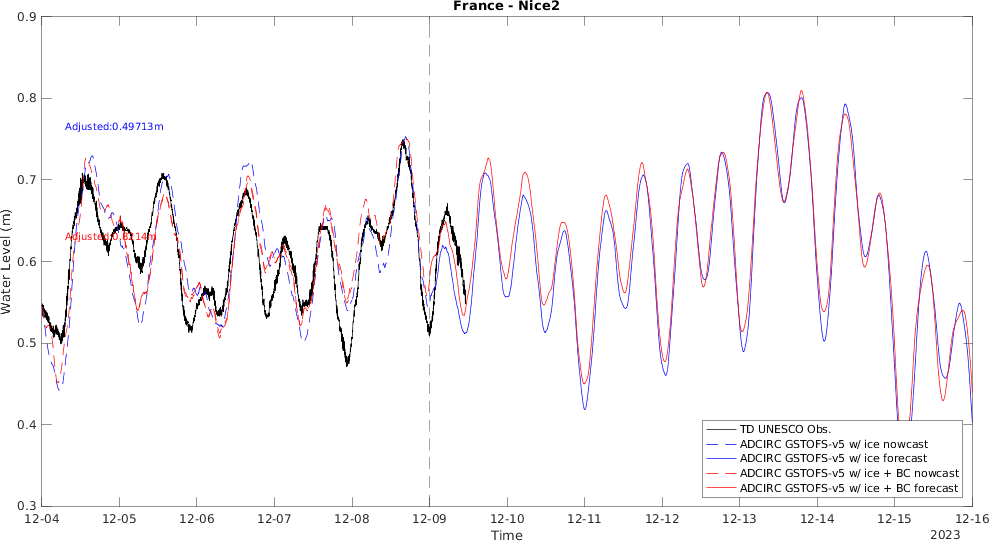 France - Nice2
Water Level (m)
0.9
0.8
0.7
0.6
0.5
0.4
0.3
Adjusted:0.49713m
TD UNESCO Obs.
ADCIRC GSTOFS-v5 w/ ice nowcast
ADCIRC GSTOFS-v5 w/ ice forecast
ADCIRC GSTOFS-v5 w/ ice + BC nowcast
ADCIRC GSTOFS-v5 w/ ice + BC forecast
12-04 12-05 12-06 12-07 12-08 12-09 12-10 12-11 12-12 12-13 12-14 12-15 12-16
Time
2023